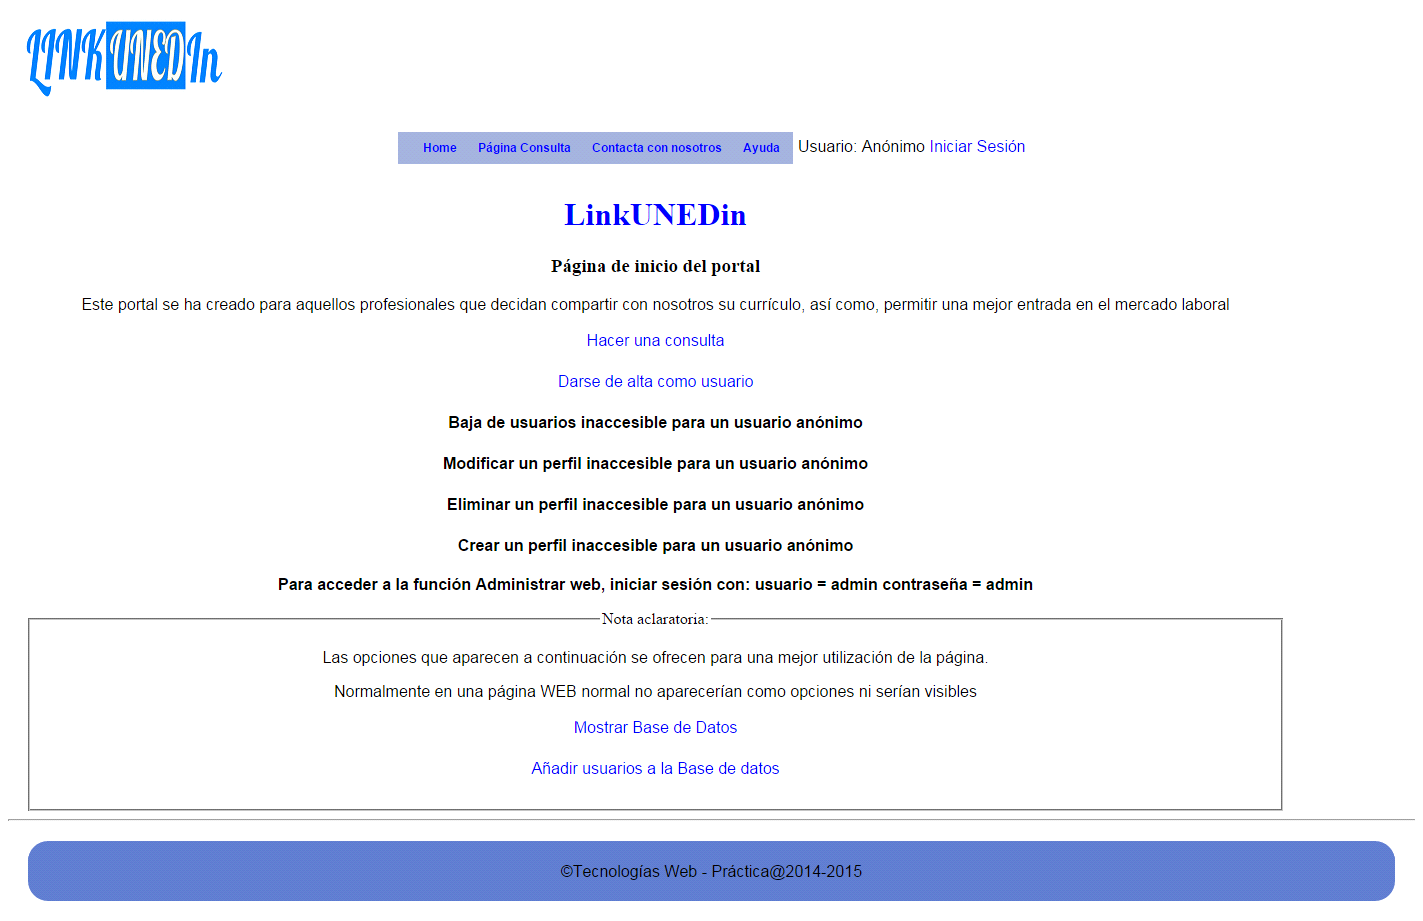 LINKUNEDIn
Home Página Consulta Contacta con nosotros Ayuda Usuario: Anónimo Iniciar Sesión
LinkUNEDin
Página de inicio del portal
Este portal se ha creado para aquellos profesionales que decidan compartir con nosotros su currículo, así como, permitir una mejor entrada en el mercado laboral
Hacer una consulta
Darse de alta como usuario
Baja de usuarios inaccesible para un usuario anónimo
Modificar un perfil inaccesible para un usuario anónimo
Eliminar un perfil inaccesible para un usuario anónimo
Crear un perfil inaccesible para un usuario anónimo
Para acceder a la función Administrar web, iniciar sesión con: usuario = admin contraseña = admin
Nota aclaratoria:
Las opciones que aparecen a continuación se ofrecen para una mejor utilización de la página.
Normalmente en una página WEB normal no aparecerían como opciones ni serían visibles
Mostrar Base de Datos
Añadir usuarios a la Base de datos
©Tecnologías Web - Práctica@2014-2015